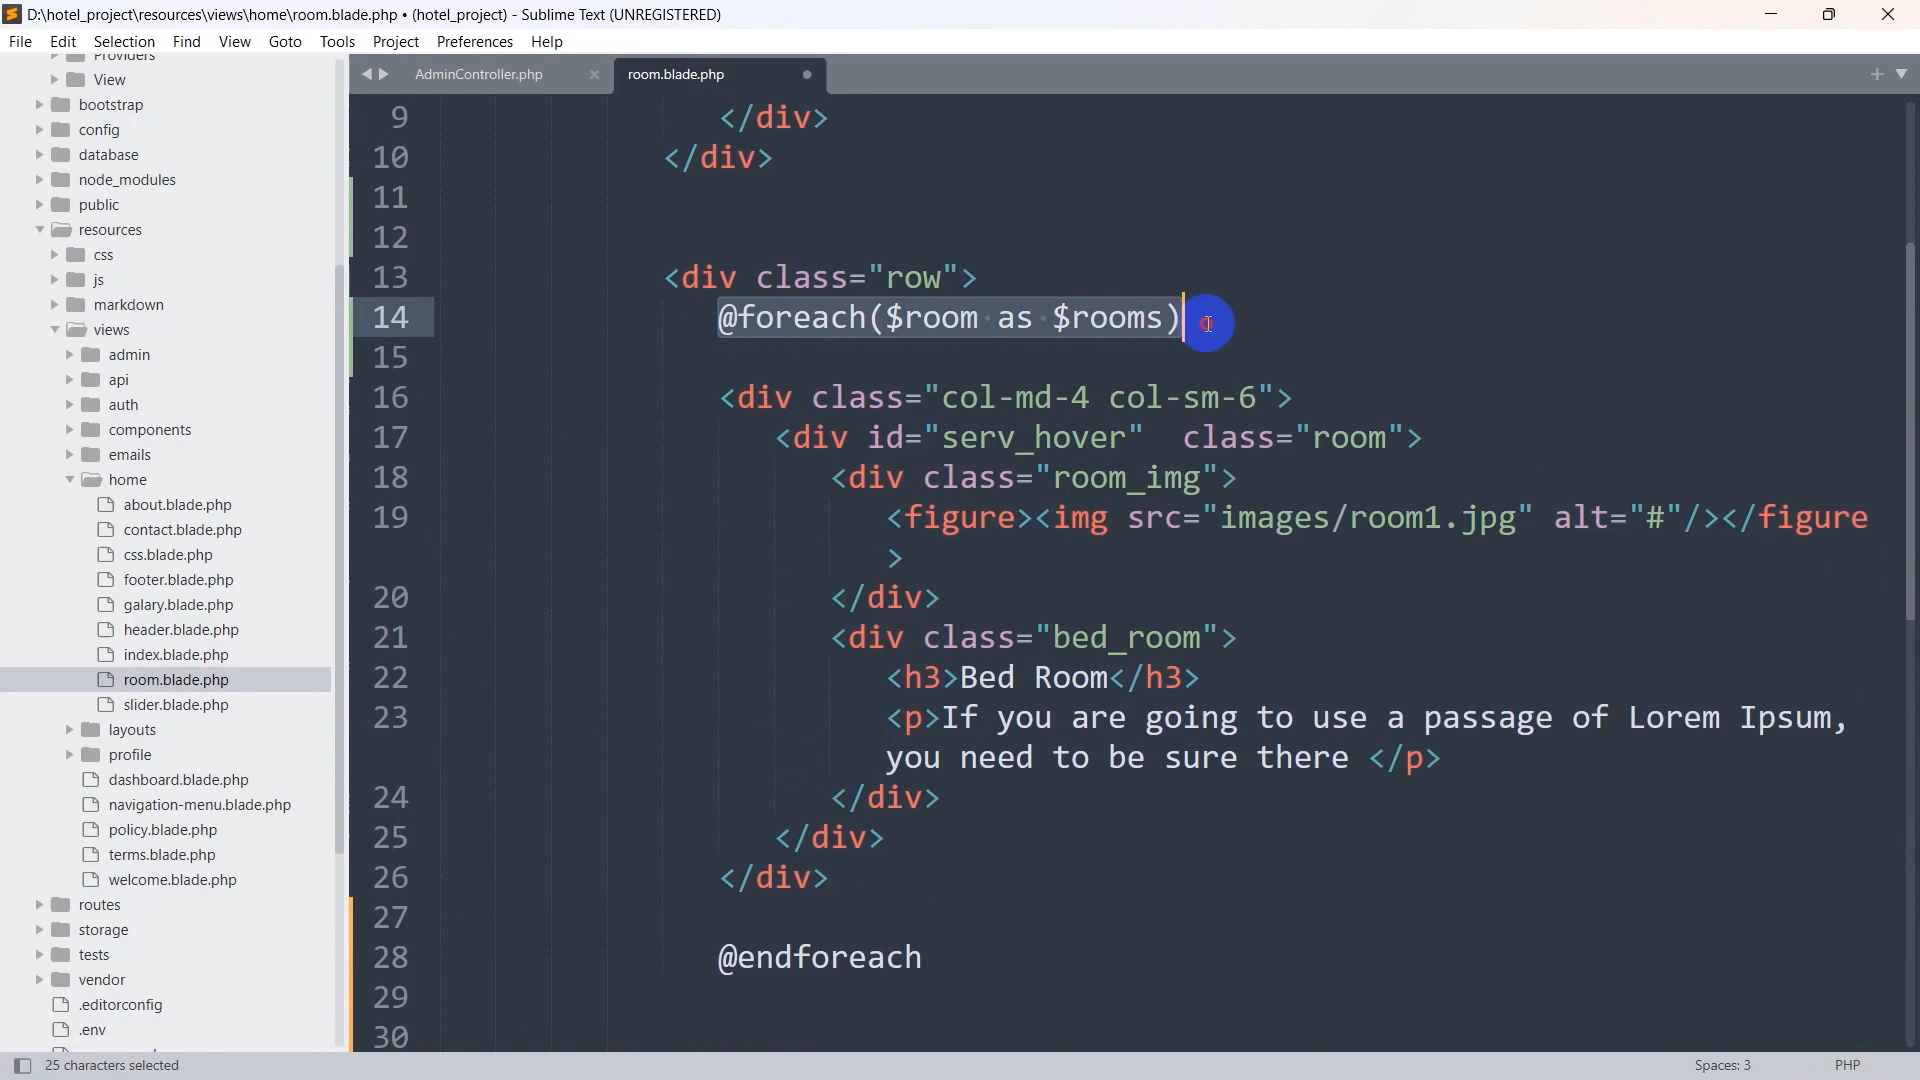 D:\hotel_project\resources\views\home\room.blade.php • (hotel_project) - Sublime Text (UNREGISTERED)
File Edit Selection Find View Goto Tools Project Preferences Help
Providers
View
bootstrap
config
database
node_modules
public
resources
css
js
markdown
views
admin
api
auth
components
emails
home
about.blade.php
contact.blade.php
css.blade.php
footer.blade.php
galary.blade.php
header.blade.php
index.blade.php
room.blade.php
slider.blade.php
layouts
profile
dashboard.blade.php
navigation-menu.blade.php
policy.blade.php
terms.blade.php
welcome.blade.php
routes
storage
tests
vendor
.editorconfig
.env
AdminController.php
room.blade.php
9 </div>
10 </div>
11
12
13 <div class="row">
14 @foreach($room as $rooms)
15
16 <div class="col-md-4 col-sm-6">
17 <div id="serv_hover"  class="room">
18 <div class="room_img">
19 <figure><img src="images/room1.jpg" alt="#"/></figure
>
20 </div>
21 <div class="bed_room">
22 <h3>Bed Room</h3>
23 <p>If you are going to use a passage of Lorem Ipsum,
you need to be sure there </p>
24 </div>
25 </div>
26 </div>
27
28 @endforeach
29
30
25 characters selected
Spaces: 3
PHP